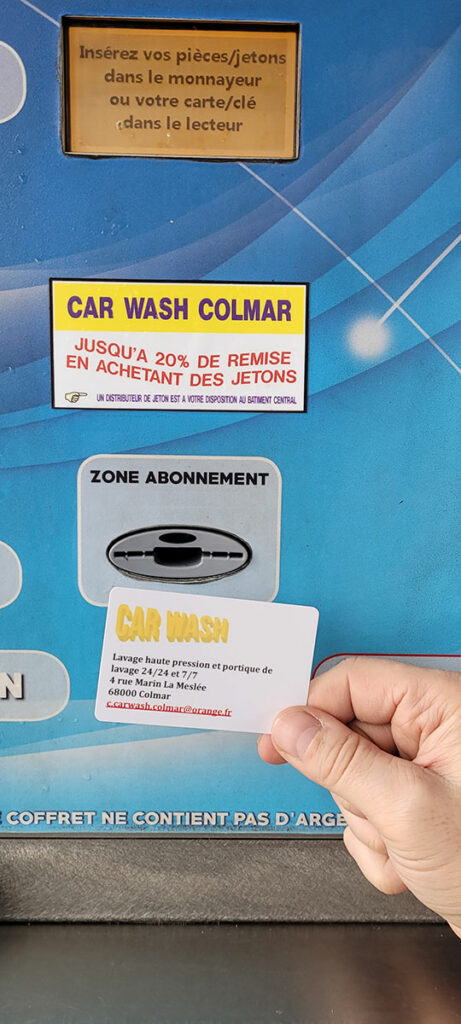 Insérez vos pièces/jetons
dans le monnayeur
ou votre carte/clé
dans le lecteur
CAR WASH COLMAR
JUSQU'A 20% DE REMISE
EN ACHETANT DES JETONS
UN DISTRIBUTEUR DE JETON EST A VOTRE DISPOSITION AU BATIMENT CENTRAL
ZONE ABONNEMENT
CAR WASH
Lavage haute pression et portique de
lavage 24/24 et 7/7
4 rue Marin La Meslée
68000 Colmar
c.carwash.colmar@orange.fr
N
COFFRET NE CONTIENT PAS D'ARGE